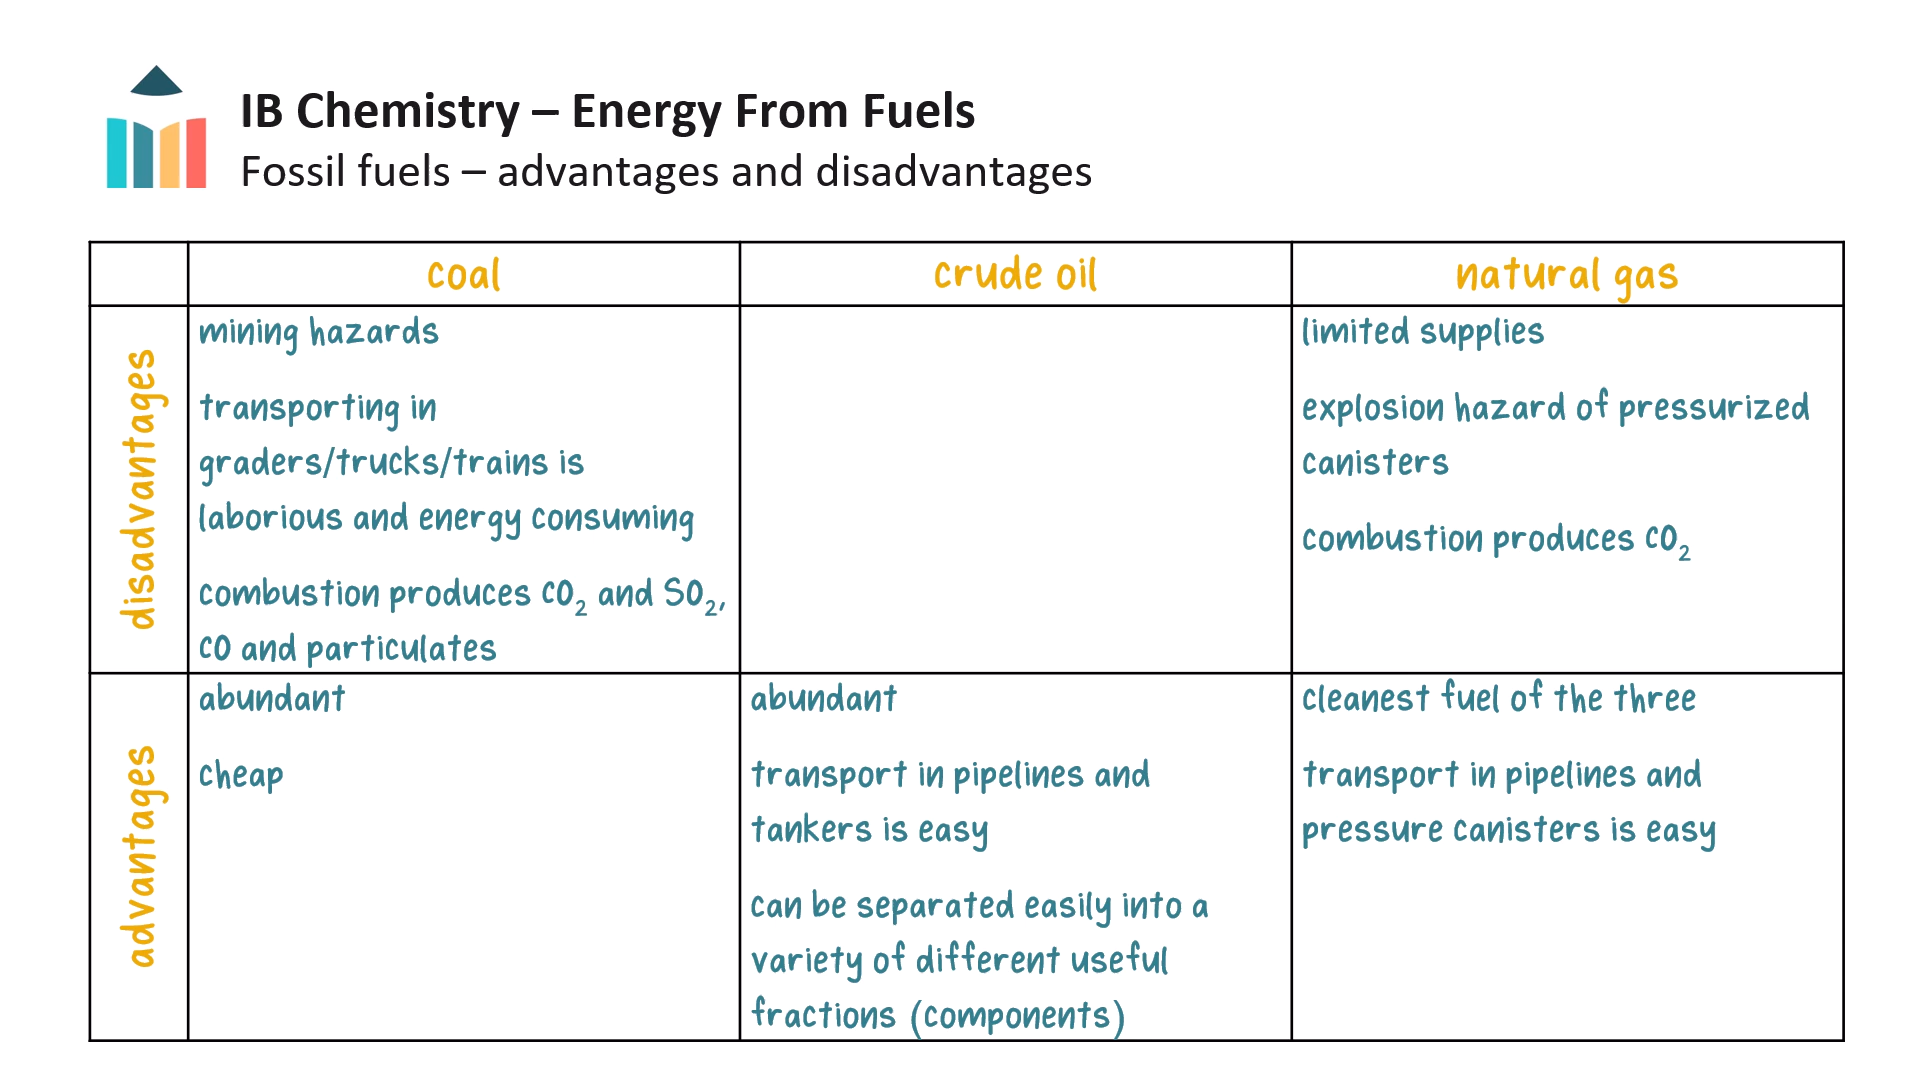 IB Chemistry – Energy From Fuels
Fossil fuels – advantages and disadvantages
coal
crude oil
natural gas
disadvantages
mining hazards
transporting in
graders/trucks/trains is
laborious and energy consuming
combustion produces CO₂ and SO₂,
CO and particulates
limited supplies
explosion hazard of pressurized
canisters
combustion produces CO₂
advantages
abundant
cheap
abundant
transport in pipelines and
tankers is easy
can be separated easily into a
variety of different useful
fractions (components)
cleanest fuel of the three
transport in pipelines and
pressure canisters is easy